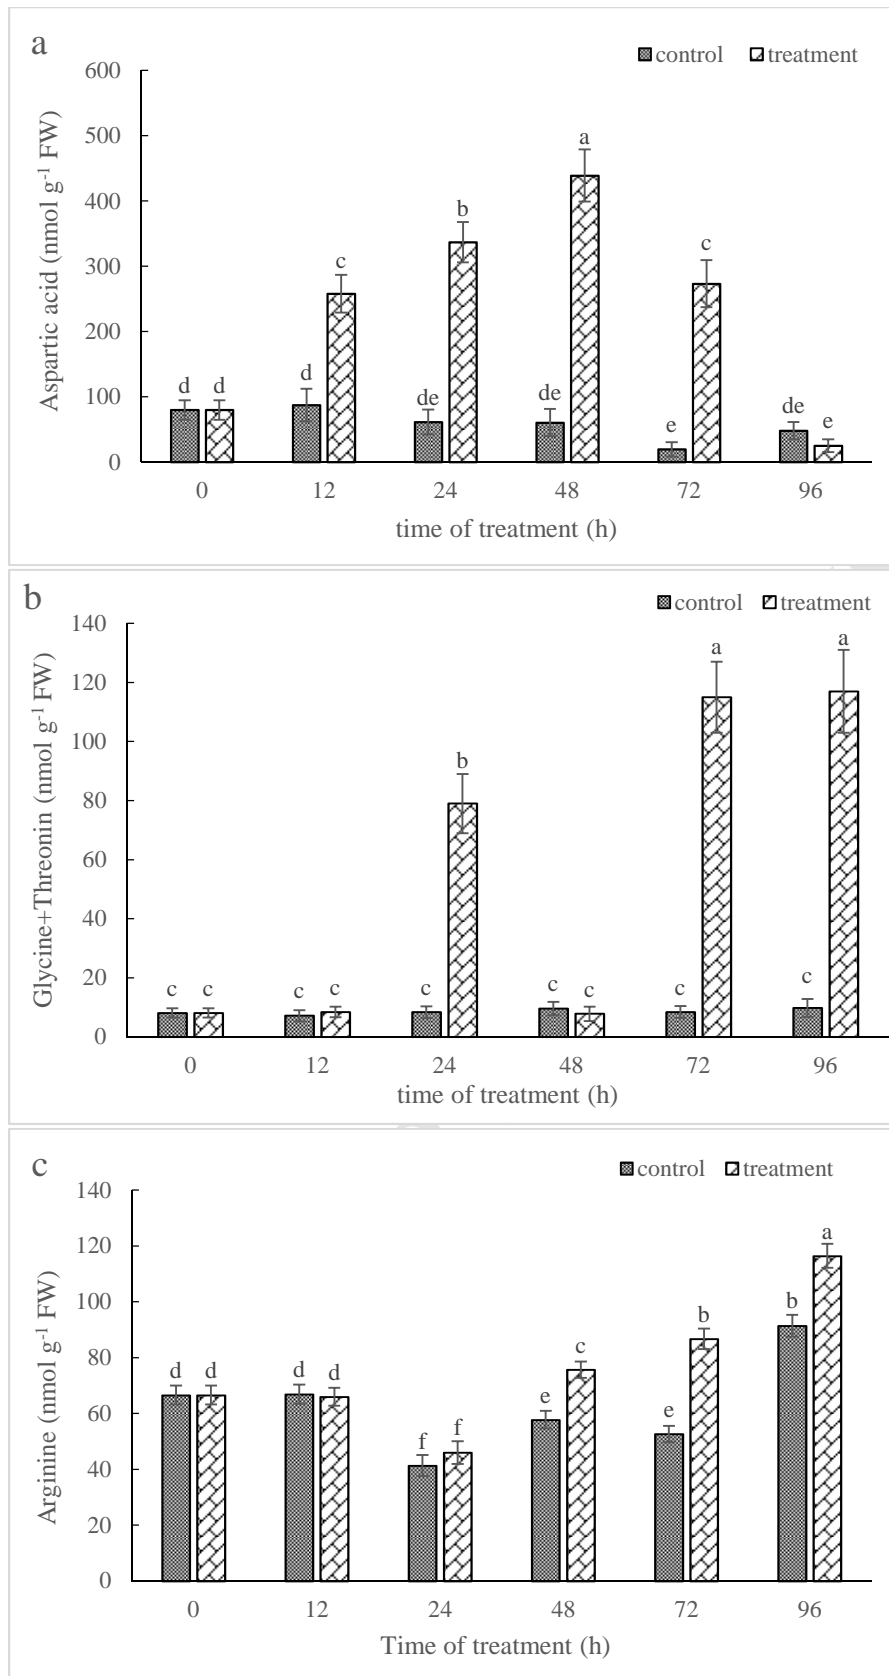 a
control treatment
600
500
400
300
200
100
0
Aspartic acid (nmol g-1 FW)
d d d c de b de a e c de e
0 12 24 48 72 96
time of treatment (h)
b
control treatment
140
120
100
80
60
40
20
0
Glycine+Threonin (nmol g-1 FW)
c c c c c b c c c a c a
0 12 24 48 72 96
time of treatment (h)
c
control treatment
140
120
100
80
60
40
20
0
Arginine (nmol g-1 FW)
d d d d f f e c e b b a
0 12 24 48 72 96
Time of treatment (h)